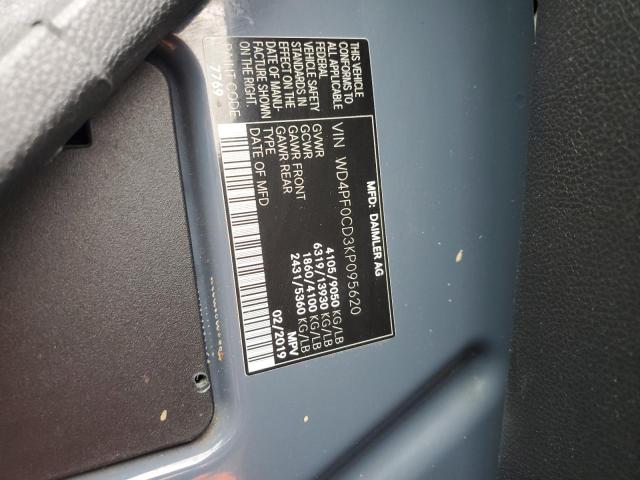 MFD: DAIMLER AG
VIN WD4PF0CD3KP095620
GVWR 4105/9050 KG/LB
GCWR 6319/13930 KG/LB
GAWR FRONT 1860/4100 KG/LB
GAWR REAR 2431/5360 KG/LB
MPV
DATE OF MFD 02/2019
THIS VEHICLE
CONFORMS TO
ALL APPLICABLE
FEDERAL
VEHICLE SAFETY
STANDARDS IN
EFFECT ON THE
DATE OF MANU-
FACTURE SHOWN
ON THE RIGHT.
PAINT CODE
7769